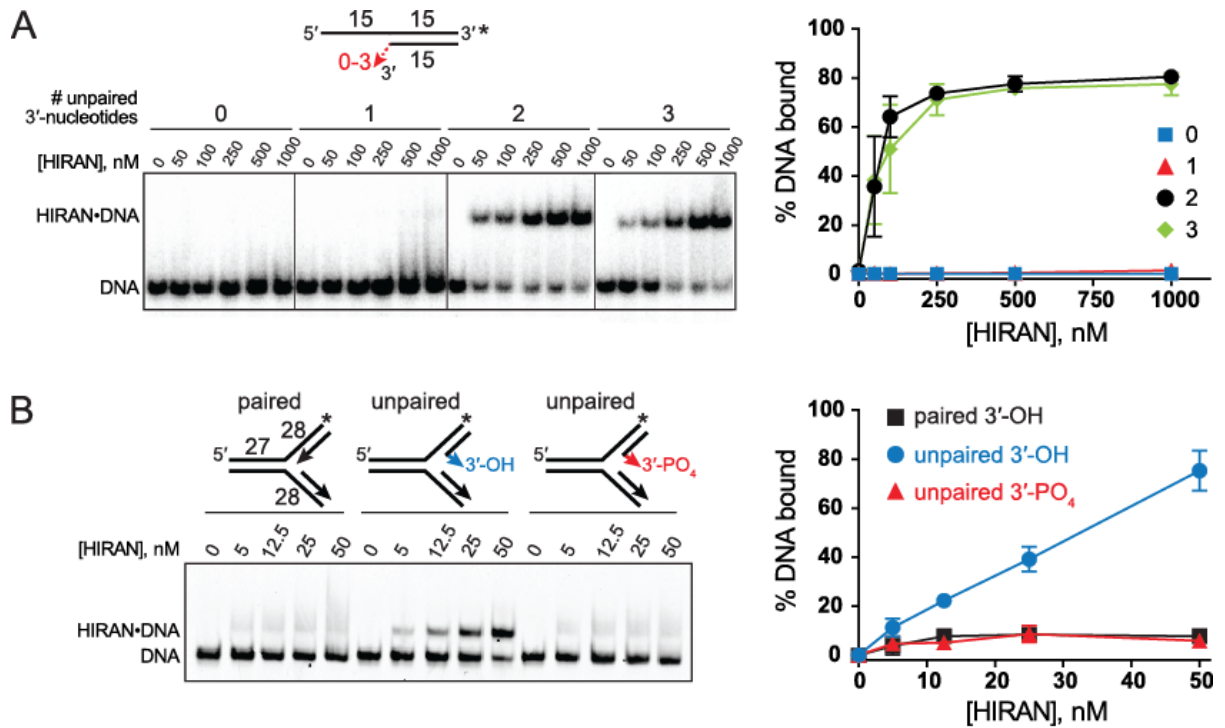 A
15 15
5′ 3′*
0-3 3′ 15
# unpaired
3′-nucleotides 0 1 2 3
[HIRAN], nM 0 50 100 250 500 1000 0 50 100 250 500 1000 0 50 100 250 500 1000 0 50 100 250 500 1000
HIRAN•DNA
DNA
% DNA bound
80
60
40
20
0
0 250 500 750 1000
[HIRAN], nM
0
1
2
3
B
paired unpaired unpaired
* * *
5′ 27 28 5′ 3′-OH 5′ 3′-PO4
28
[HIRAN], nM 0 5 12.5 25 50 0 5 12.5 25 50 0 5 12.5 25 50
HIRAN•DNA
DNA
% DNA bound
100
80
60
40
20
0
0 10 20 30 40 50
[HIRAN], nM
paired 3′-OH
unpaired 3′-OH
unpaired 3′-PO4